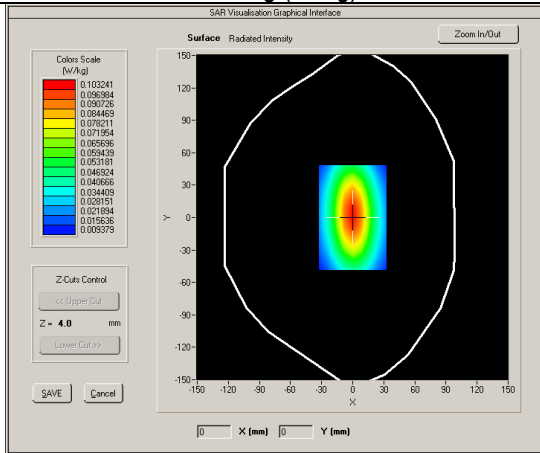 SAR Visualisation Graphical Interface
Surface Radiated Intensity
Zoom In/Out
Colors Scale
(W/kg)
0.103241
0.096984
0.090726
0.084469
0.078211
0.071954
0.065696
0.059439
0.053181
0.046924
0.040666
0.034409
0.028151
0.021894
0.015636
0.009379
Z-Cuts Control
<< Upper Cut
Z = 4.0 mm
Lower Cut >>
SAVE Cancel
150
120
90
60
30
0
-30
-60
-90
-120
-150
Y
-150 -120 -90 -60 -30 0 30 60 90 120 150
X
0 X (mm) 0 Y (mm)